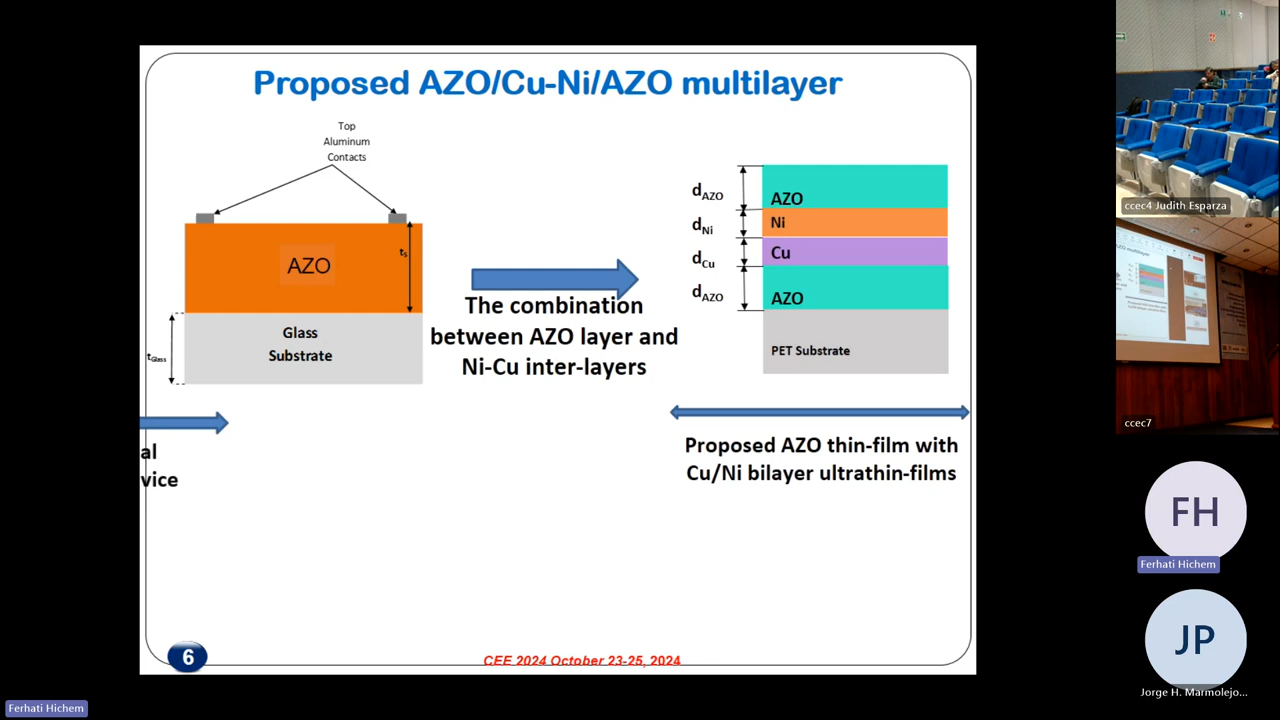 Proposed AZO/Cu-Ni/AZO multilayer
Top
Aluminum
Contacts
AZO
ts
Glass
Substrate
tGlass
The combination
between AZO layer and
Ni-Cu inter-layers
dAZO
dNi
dCu
dAZO
AZO
Ni
Cu
AZO
PET Substrate
al
vice
Proposed AZO thin-film with
Cu/Ni bilayer ultrathin-films
6
CEE 2024 October 23-25, 2024
Ferhati Hichem
ccec4 Judith Esparza
ccec7
FH
Ferhati Hichem
JP
Jorge H. Marmolejo...